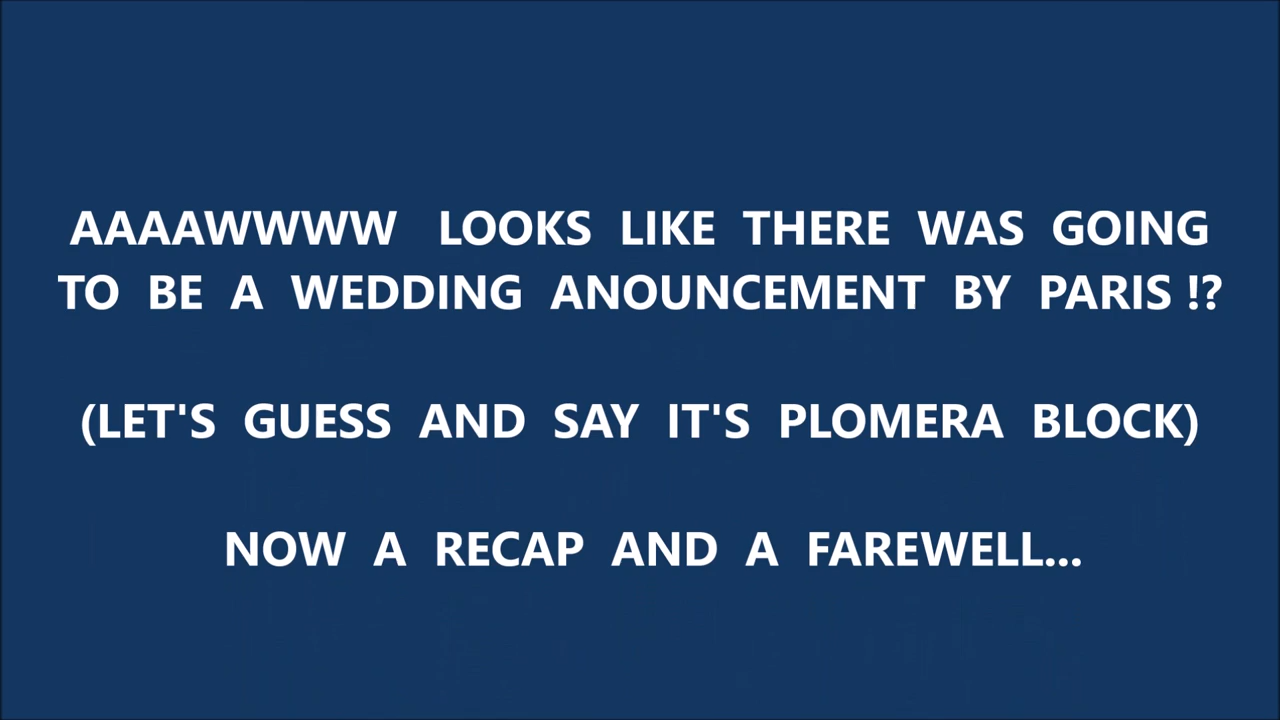 AAAAWWWW LOOKS LIKE THERE WAS GOING
TO BE A WEDDING ANOUNCEMENT BY PARIS !?
(LET'S GUESS AND SAY IT'S PLOMERA BLOCK)
NOW A RECAP AND A FAREWELL...